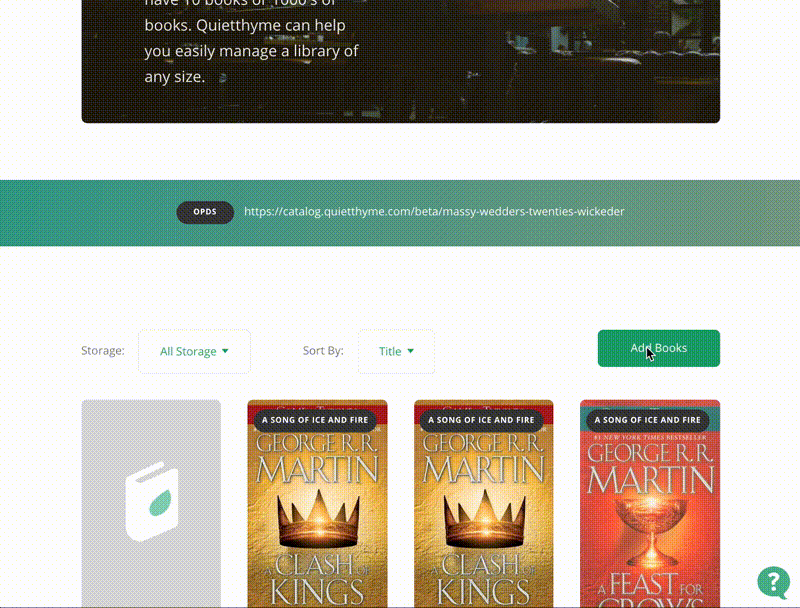 have 10 books or 1000's of
books. Quietthyme can help
you easily manage a library of
any size.
OPDS https://catalog.quietthyme.com/beta/massy-wedders-twenties-wickeder
Storage: All Storage Sort By: Title Add Books
A SONG OF ICE AND FIRE A SONG OF ICE AND FIRE A SONG OF ICE AND FIRE
#1 NEW YORK TIMES BESTSELLER
GEORGE R.R.
MARTIN
A CLASH OF
KINGS
GEORGE R.R.
MARTIN
A CLASH OF
KINGS
GEORGE R.R.
MARTIN
A FEAST FOR
CROWS
?